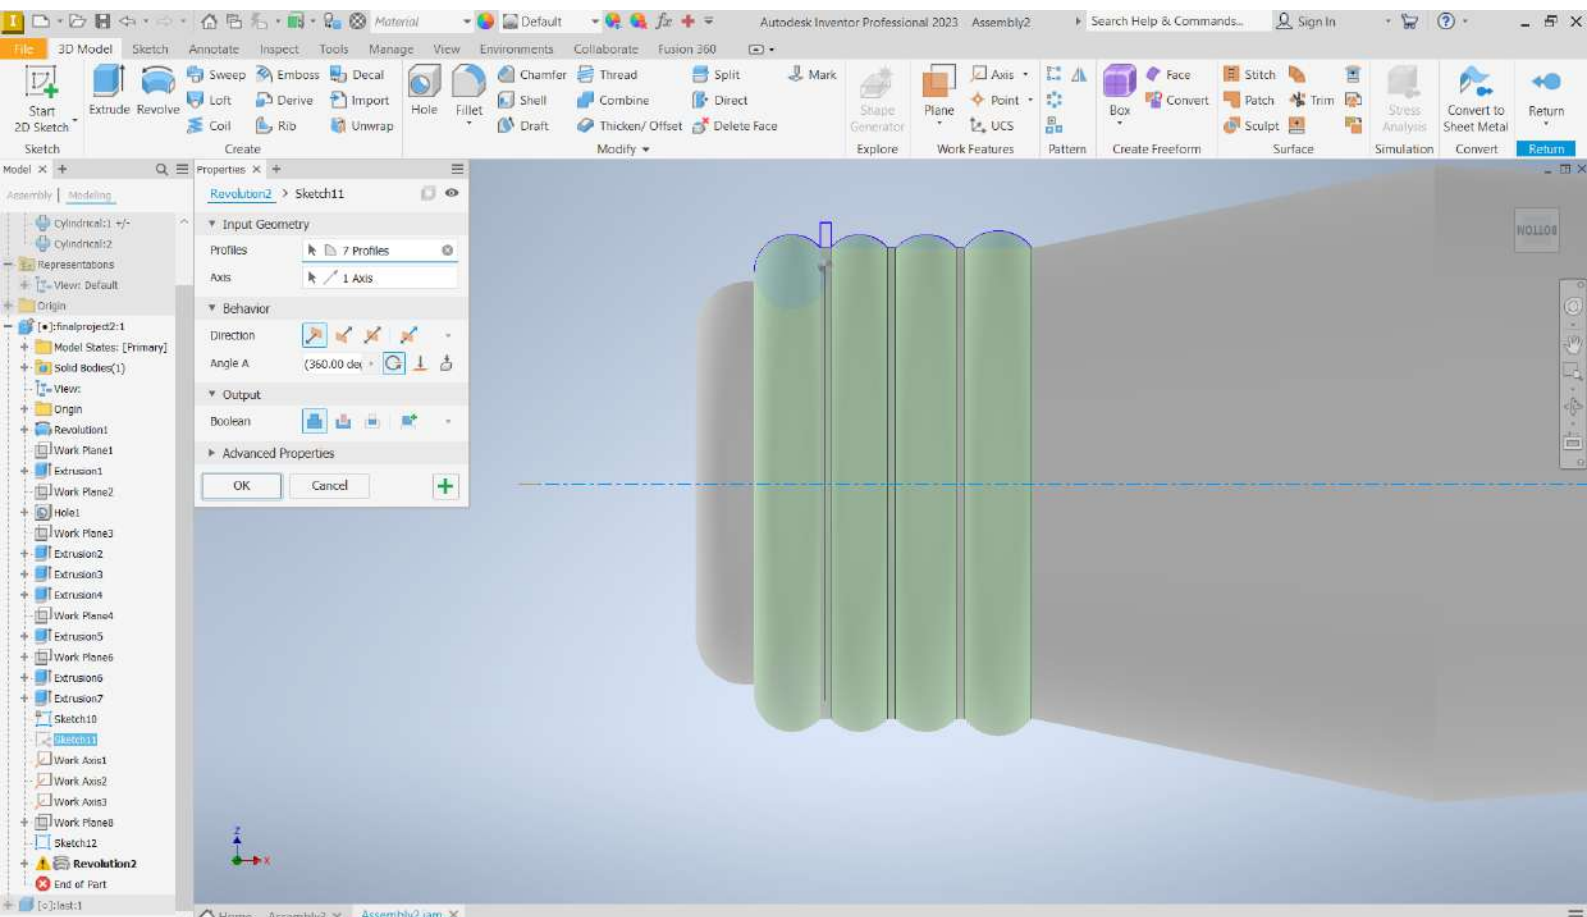 Material
Default
Autodesk Inventor Professional 2023 Assembly2
Search Help & Commands...
Sign In
File 3D Model Sketch Annotate Inspect Tools Manage View Environments Collaborate Fusion 360
Start 2D Sketch
Extrude Revolve
Sweep Emboss Decal
Loft Derive Import
Coil Rib Unwrap
Hole Fillet
Chamfer Thread Split Mark
Shell Combine Direct
Draft Thicken/ Offset Delete Face
Shape Generator
Plane
Axis
Point
UCS
Box
Face
Convert
Stitch
Patch Trim
Sculpt
Stress Analysis
Convert to Sheet Metal
Return
Sketch Create Modify Explore Work Features Pattern Create Freeform Surface Simulation Convert Return
Model × +
Assembly | Modeling
Cylindrical:1 +/-
Cylindrical:2
Representations
View: Default
Origin
[•]:finalproject2:1
Model States: [Primary]
Solid Bodies(1)
View:
Origin
Revolution1
Work Plane1
Extrusion1
Work Plane2
Hole1
Work Plane3
Extrusion2
Extrusion3
Extrusion4
Work Plane4
Extrusion5
Work Plane6
Extrusion6
Extrusion7
Sketch10
Sketch11
Work Axis1
Work Axis2
Work Axis3
Work Plane8
Sketch12
Revolution2
End of Part
[o]:last:1
Properties × +
Revolution2 > Sketch11
Input Geometry
Profiles 7 Profiles
Axis 1 Axis
Behavior
Direction
Angle A (360.00 de
Output
Boolean
Advanced Properties
OK Cancel
BOTTOM
Z
X
Home Assembly3 × Assembly2.iam ×